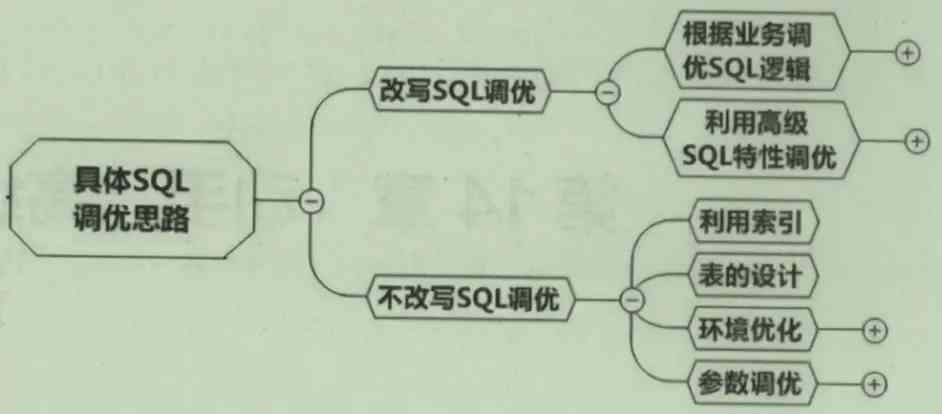 具体SQL
调优思路
改写SQL调优
根据业务调
优SQL逻辑
利用高级
SQL特性调优
不改写SQL调优
利用索引
表的设计
环境优化
参数调优